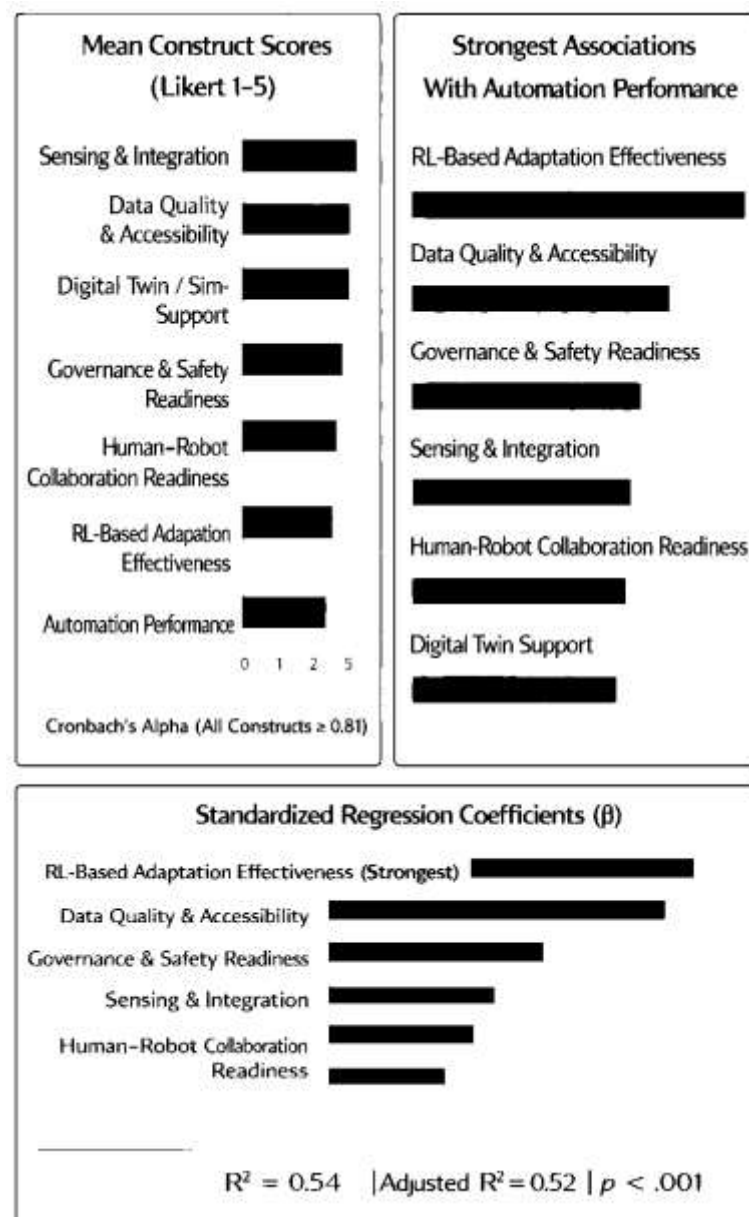 Mean Construct Scores
(Likert 1–5)
Sensing & Integration
Data Quality
& Accessibility
Digital Twin / Sim-
Support
Governance & Safety
Readiness
Human–Robot
Collaboration Readiness
RL-Based Adapation
Effectiveness
Automation Performance
0 1 2 5
Cronbach's Alpha (All Constructs ≥ 0.81)
Strongest Associations
With Automation Performance
RL-Based Adaptation Effectiveness
Data Quality & Accessibility
Governance & Safety Readiness
Sensing & Integration
Human-Robot Collaboration Readiness
Digital Twin Support
Standardized Regression Coefficients (β)
RL-Based Adaptation Effectiveness (Strongest)
Data Quality & Accessibility
Governance & Safety Readiness
Sensing & Integration
Human–Robot Collaboration
Readiness
R² = 0.54 |Adjusted R² = 0.52 | p < .001